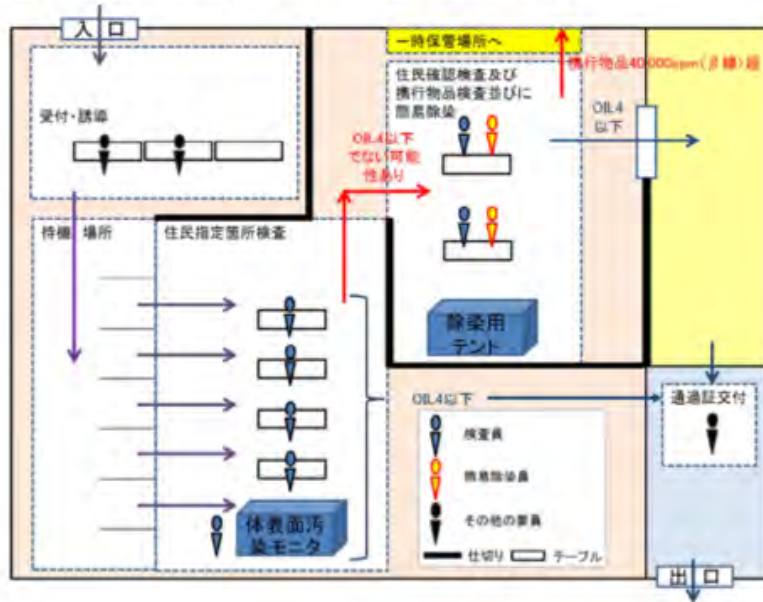 入口
一時保管場所へ
携行物品40,000cpm(β線)超
住民確認検査及び
携行物品検査並びに
簡易除染
受付・誘導
OIL4以下
でない可能
性あり
OIL4
以下
待機場所
住民指定箇所検査
除染用
テント
OIL4以下
通過証交付
検査員
簡易除染員
その他の要員
体表面汚
染モニタ
仕切り
テーブル
出口